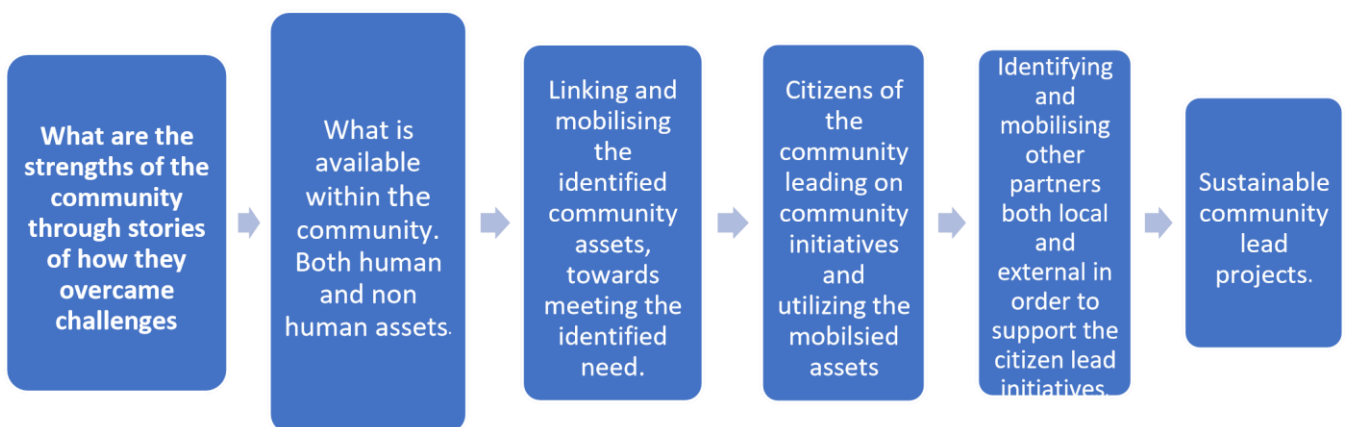 What are the
strengths of the
community
through stories
of how they
overcame
challenges
What is
available
within the
community.
Both human
and non
human assets.
Linking and
mobilising
the
identified
community
assets,
towards
meeting the
identified
need.
Citizens of
the
community
leading on
community
initiatives
and
utilizing the
mobilsied
assets
Identifying
and
mobilising
other
partners
both local
and
external in
order to
support the
citizen lead
initiatives.
Sustainable
community
lead
projects.